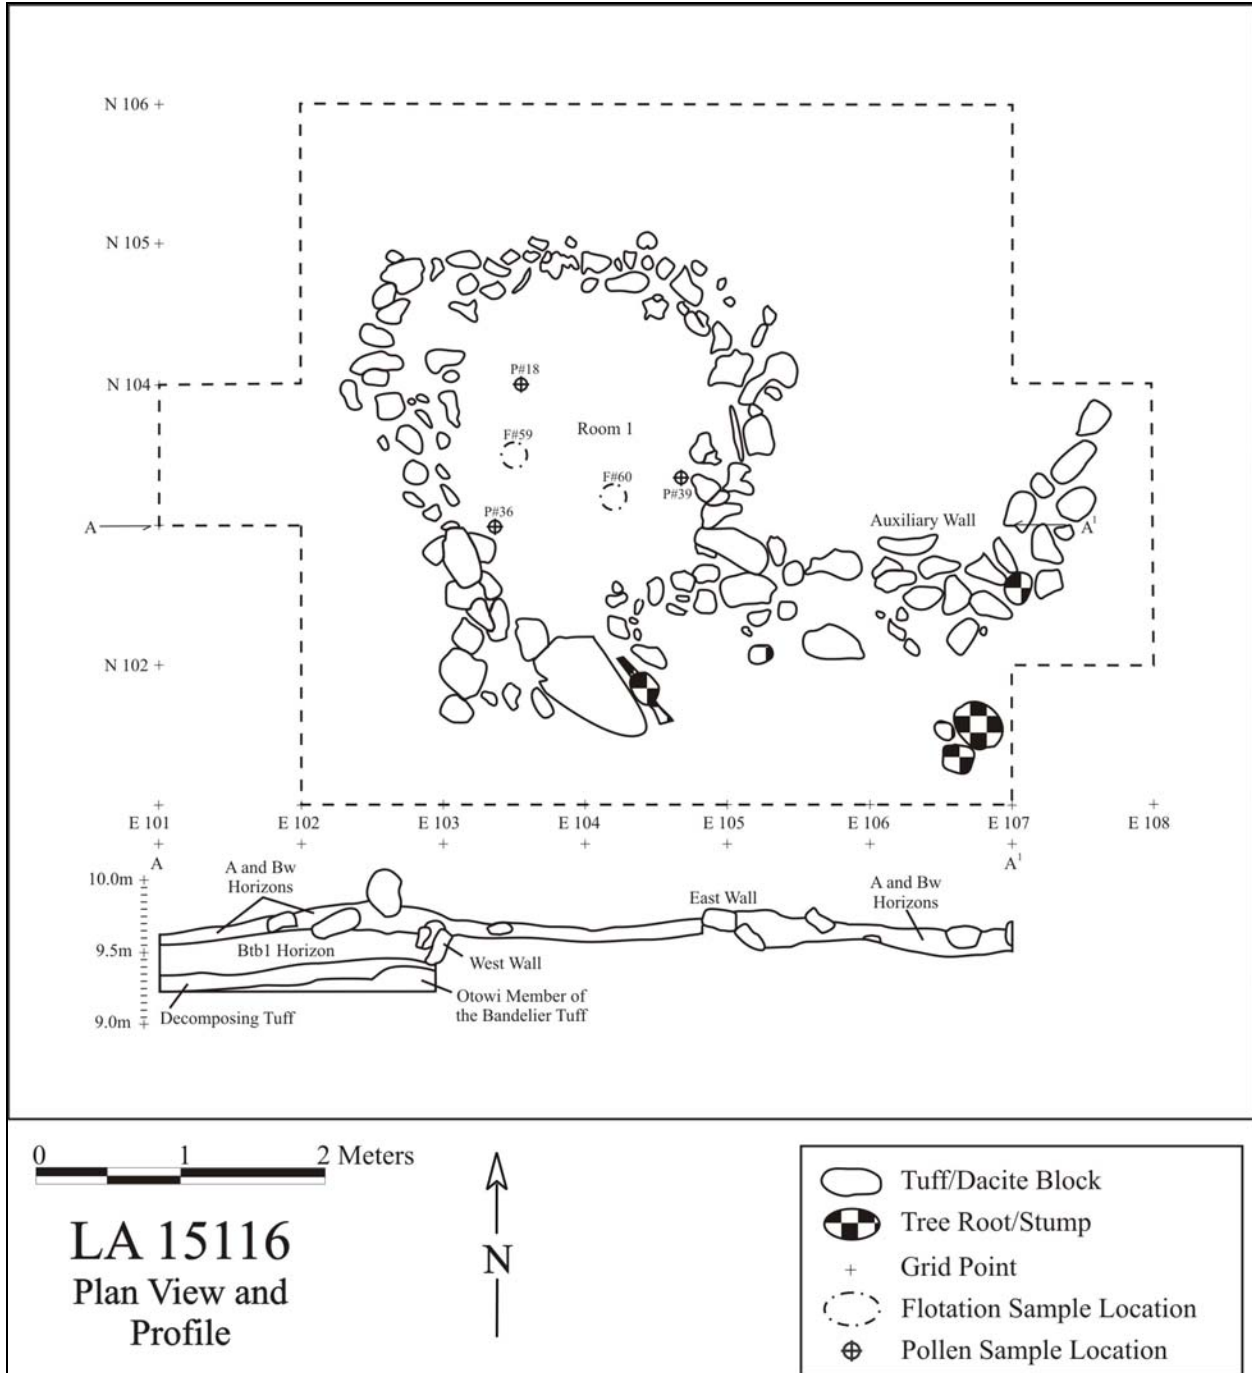 N 106
N 105
N 104
P#18
F#59
Room 1
F#60
P#39
P#36
A
Auxiliary Wall
A¹
N 102
E 101
E 102
E 103
E 104
E 105
E 106
E 107
E 108
A
A¹
10.0m
A and Bw
Horizons
East Wall
A and Bw
Horizons
9.5m
Btb1 Horizon
West Wall
9.0m
Decomposing Tuff
Otowi Member of
the Bandelier Tuff
0
1
2 Meters
LA 15116
Plan View and
Profile
N
Tuff/Dacite Block
Tree Root/Stump
Grid Point
Flotation Sample Location
Pollen Sample Location